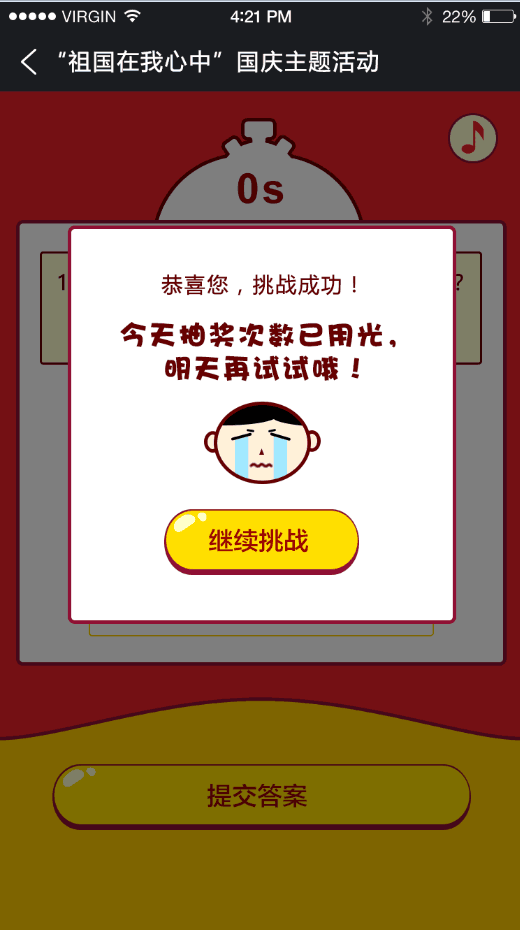 VIRGIN 4:21 PM 22%
“祖国在我心中”国庆主题活动
0s
1 ?
恭喜您，挑战成功！
今天抽奖次数已用光，
明天再试试哦！
继续挑战
提交答案